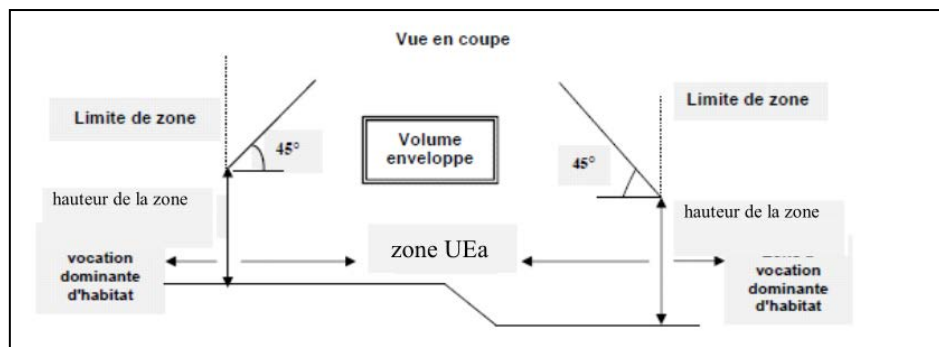 Vue en coupe
Limite de zone
45°
Volume
enveloppe
45°
Limite de zone
hauteur de la zone
hauteur de la zone
zone UEa
vocation
dominante
d'habitat
vocation
dominante
d'habitat